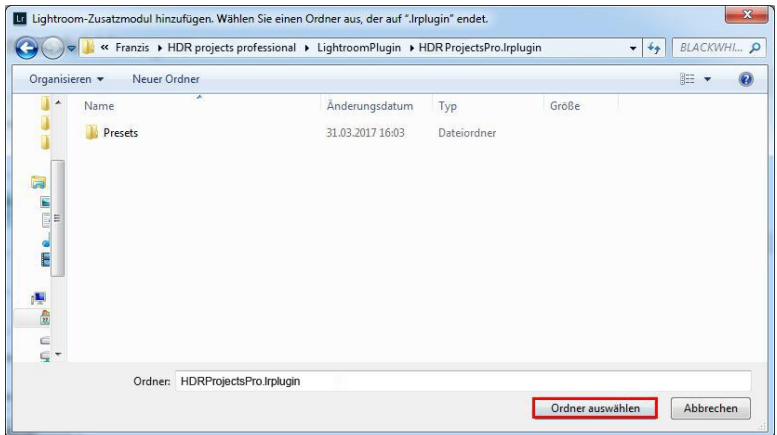 Lr Lightroom-Zusatzmodul hinzufügen. Wählen Sie einen Ordner aus, der auf ".lrplugin" endet.
« Franzis HDR projects professional LightroomPlugin HDRProjectsPro.lrplugin BLACKWHI...
Organisieren Neuer Ordner
Name Änderungsdatum Typ Größe
Presets 31.03.2017 16:03 Dateiordner
Ordner: HDRProjectsPro.lrplugin
Ordner auswählen Abbrechen